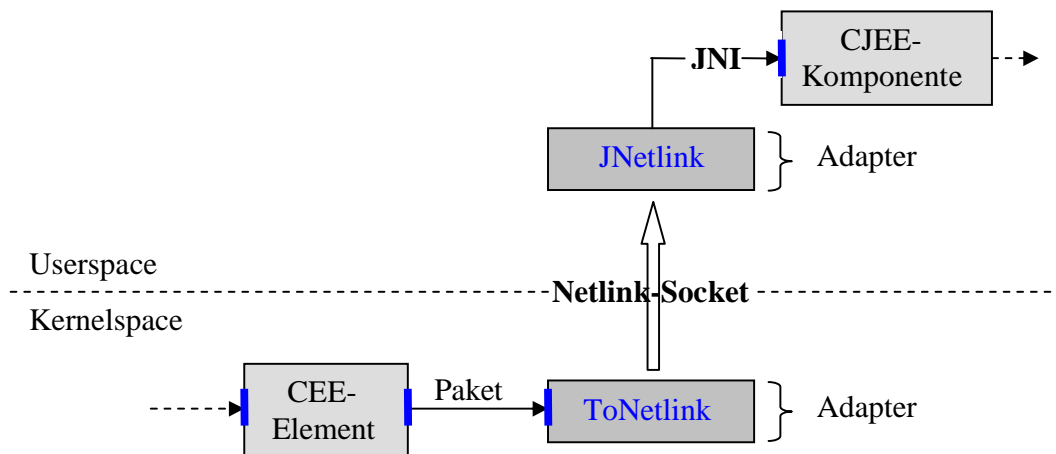 JNI
CJEE-
Komponente
JNetlink
Adapter
Userspace
Netlink-Socket
Kernelspace
CEE-
Element
Paket
ToNetlink
Adapter